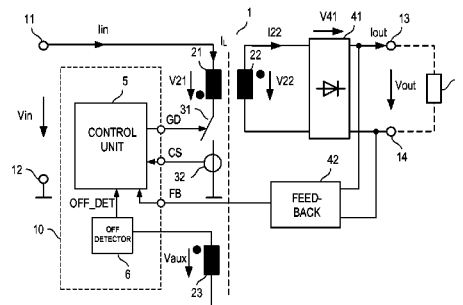 11
Iin
IL
1
I22
V41
41
Iout
13
21
V21
22
V22
Vout
5
31
Vin
CONTROL
UNIT
GD
CS
32
14
42
12
FB
FEED-
BACK
OFF_DET
10
OFF
DETECTOR
6
Vaux
23